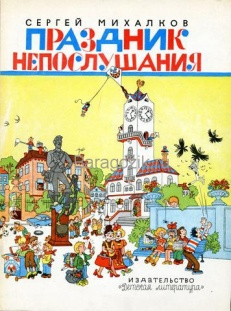 СЕРГЕЙ МИХАЛКОВ
ПРАЗДНИК
НЕПОСЛУШАНИЯ
ИЗДАТЕЛЬСТВО
«Детская литература»